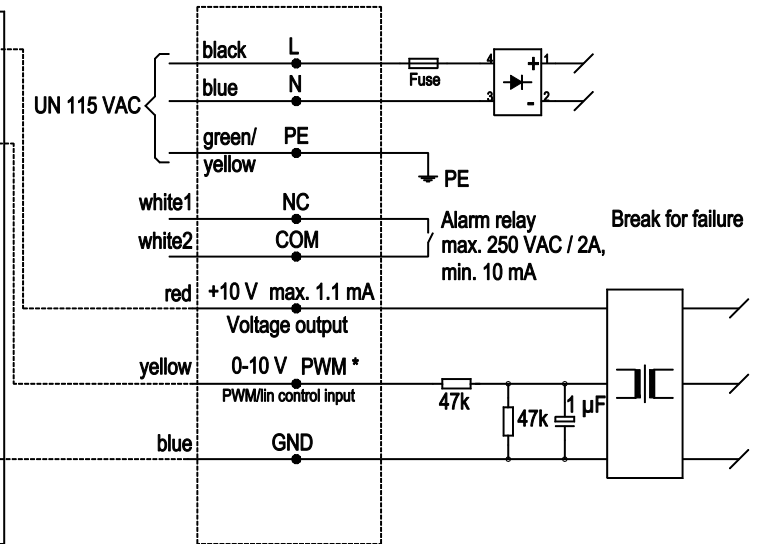 black L
4 + 1
Fuse
blue N
3 - 2
UN 115 VAC
green/ PE
yellow
PE
white1 NC
Alarm relay Break for failure
white2 COM
max. 250 VAC / 2A,
min. 10 mA
red +10 V max. 1.1 mA
Voltage output
yellow 0-10 V PWM *
PWM/lin control input
47k
47k
1 µF
blue GND